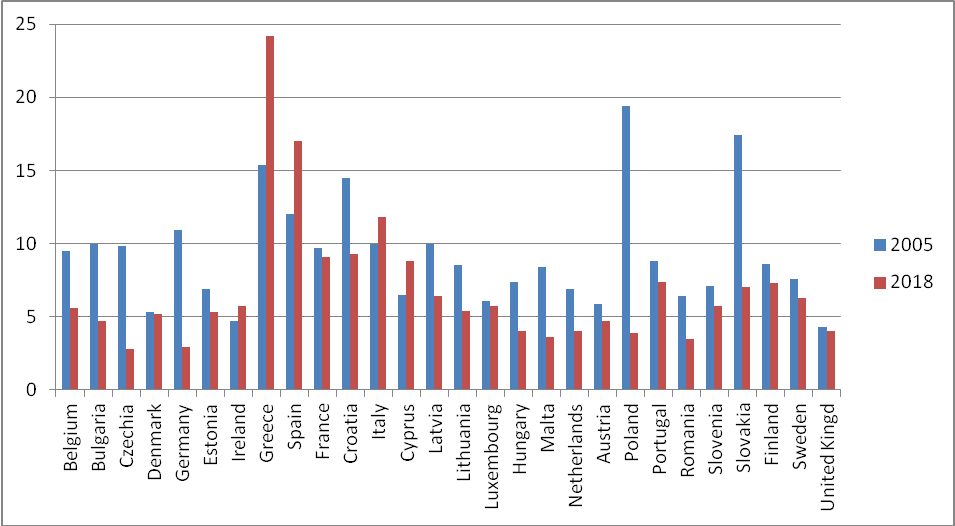 25
20
15
10
5
0
Belgium
Bulgaria
Czechia
Denmark
Germany
Estonia
Ireland
Greece
Spain
France
Croatia
Italy
Cyprus
Latvia
Lithuania
Luxembourg
Hungary
Malta
Netherlands
Austria
Poland
Portugal
Romania
Slovenia
Slovakia
Finland
Sweden
United Kingd
2005
2018